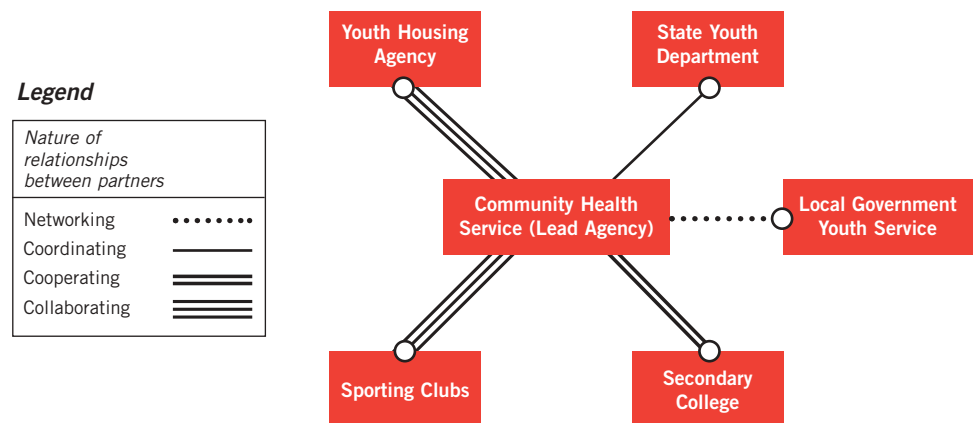 Legend
Nature of
relationships
between partners
Networking
Coordinating
Cooperating
Collaborating
Youth Housing
Agency
State Youth
Department
Community Health
Service (Lead Agency)
Local Government
Youth Service
Sporting Clubs
Secondary
College